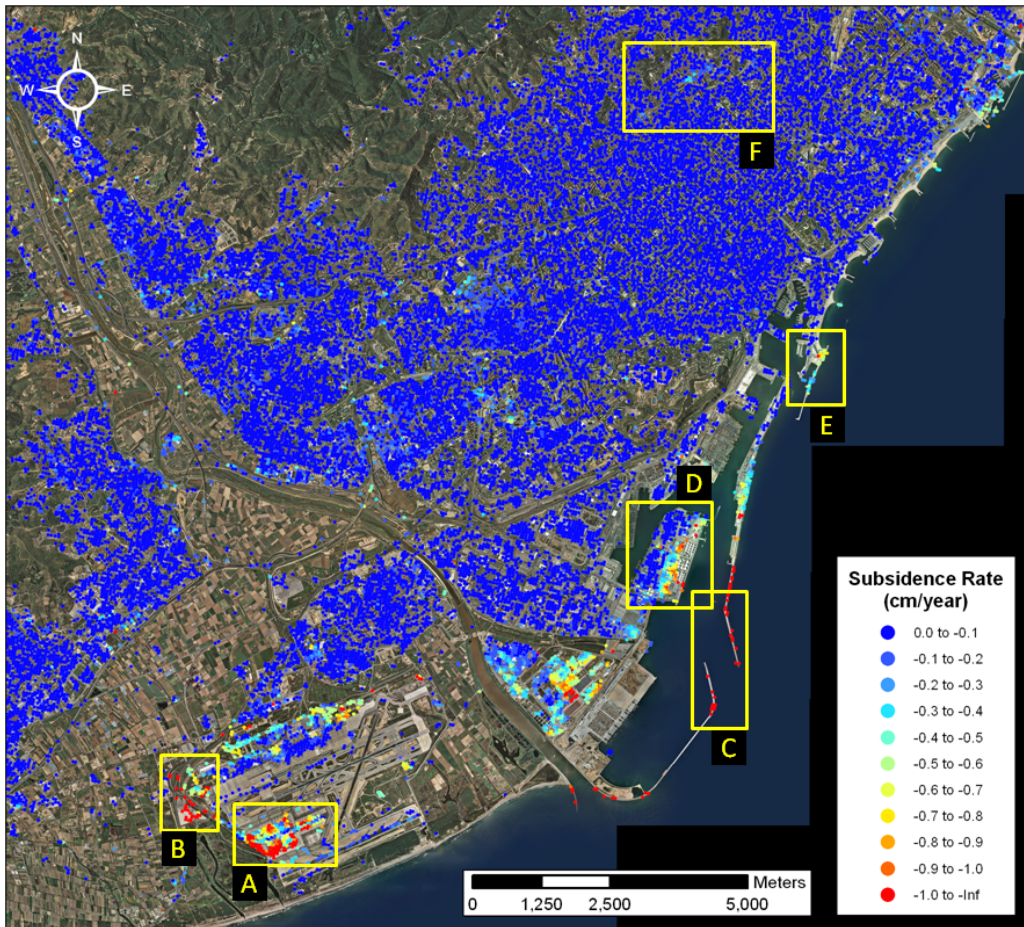 N
W E
S
F
E
D
C
B
A
Subsidence Rate
(cm/year)
0.0 to -0.1
-0.1 to -0.2
-0.2 to -0.3
-0.3 to -0.4
-0.4 to -0.5
-0.5 to -0.6
-0.6 to -0.7
-0.7 to -0.8
-0.8 to -0.9
-0.9 to -1.0
-1.0 to -Inf
Meters
0 1,250 2,500 5,000